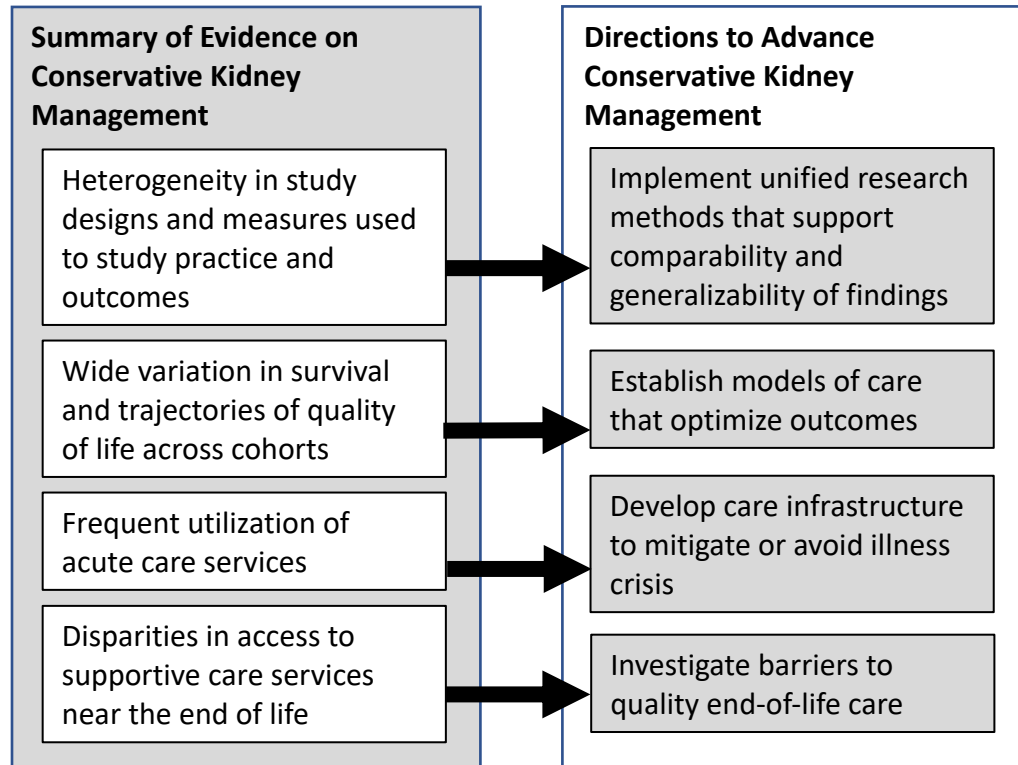 Summary of Evidence on
Conservative Kidney
Management
Heterogeneity in study
designs and measures used
to study practice and
outcomes
Wide variation in survival
and trajectories of quality
of life across cohorts
Frequent utilization of
acute care services
Disparities in access to
supportive care services
near the end of life
Directions to Advance
Conservative Kidney
Management
Implement unified research
methods that support
comparability and
generalizability of findings
Establish models of care
that optimize outcomes
Develop care infrastructure
to mitigate or avoid illness
crisis
Investigate barriers to
quality end-of-life care